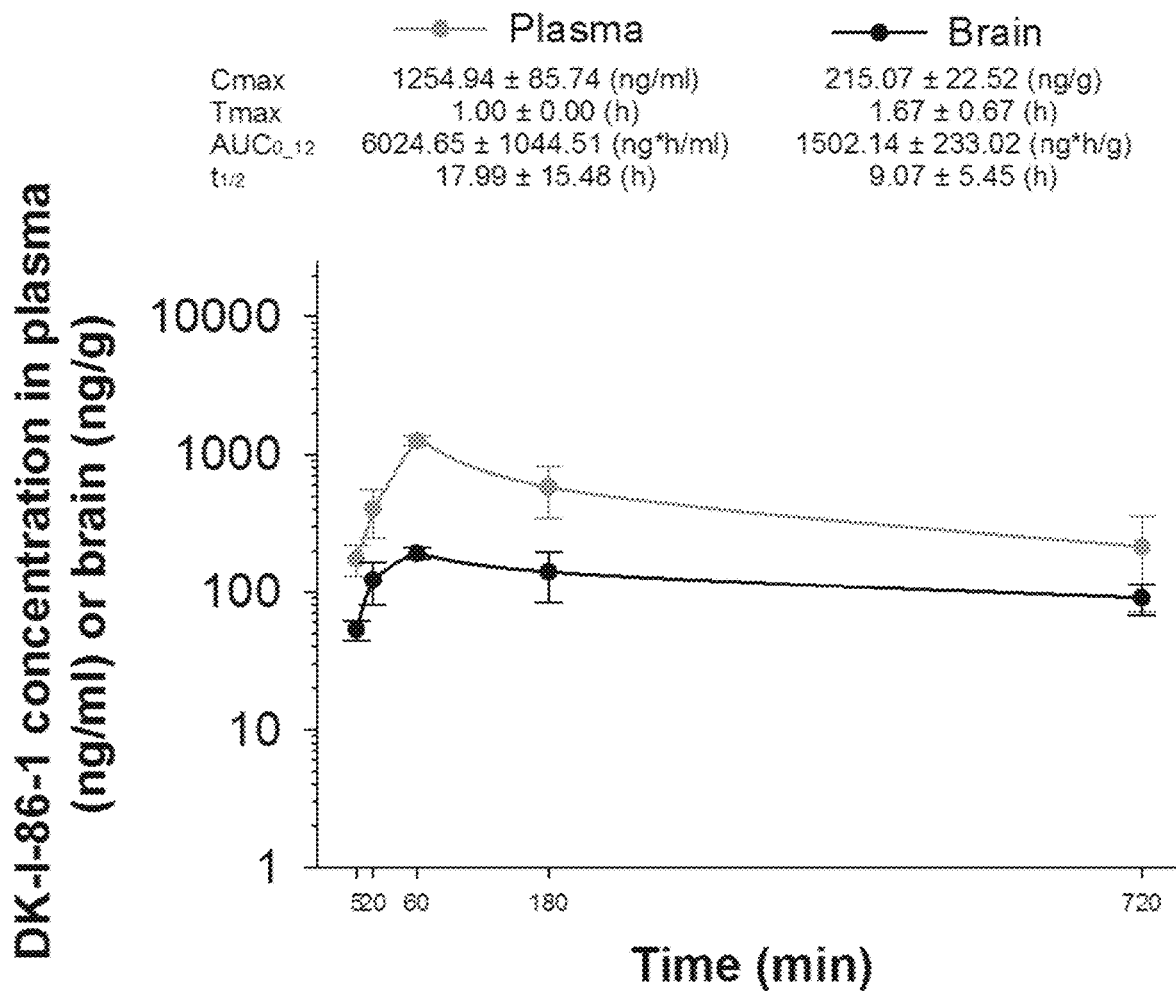 Plasma Brain
Cmax 1254.94 ± 85.74 (ng/ml) 215.07 ± 22.52 (ng/g)
Tmax 1.00 ± 0.00 (h) 1.67 ± 0.67 (h)
AUC0_12 6024.65 ± 1044.51 (ng*h/ml) 1502.14 ± 233.02 (ng*h/g)
t1/2 17.99 ± 15.48 (h) 9.07 ± 5.45 (h)
DK-I-86-1 concentration in plasma
(ng/ml) or brain (ng/g)
10000
1000
100
10
1
5 20 60 180 720
Time (min)